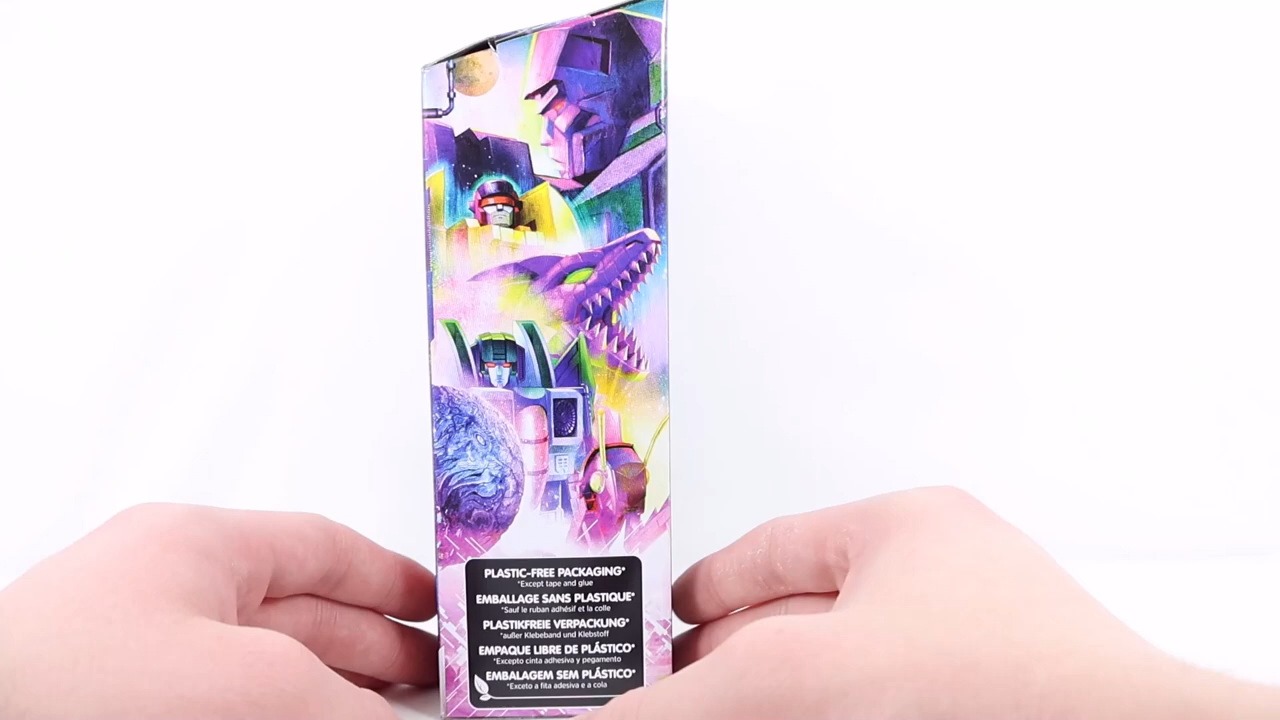 PLASTIC-FREE PACKAGING*
*Except tape and glue
EMBALLAGE SANS PLASTIQUE*
*Sauf le ruban adhésif et la colle
PLASTIKFREIE VERPACKUNG*
*außer Klebeband und Klebstoff
EMPAQUE LIBRE DE PLÁSTICO*
*Excepto cinta adhesiva y pegamento
EMBALAGEM SEM PLÁSTICO*
*Exceto a fita adesiva e a cola